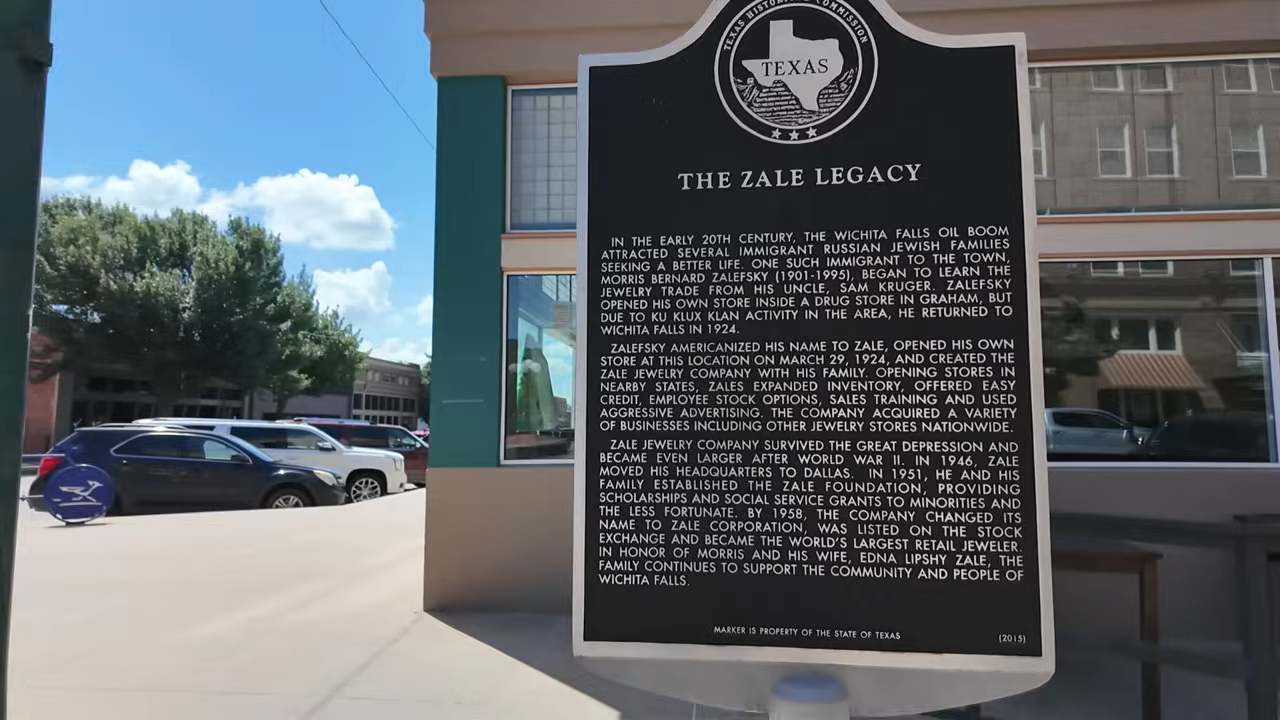 TEXAS HISTORICAL COMMISSION
TEXAS
THE ZALE LEGACY
IN THE EARLY 20TH CENTURY, THE WICHITA FALLS OIL BOOM
ATTRACTED SEVERAL IMMIGRANT RUSSIAN JEWISH FAMILIES
SEEKING A BETTER LIFE. ONE SUCH IMMIGRANT TO THE TOWN,
MORRIS BERNARD ZALEFSKY (1901-1995), BEGAN TO LEARN THE
JEWELRY TRADE FROM HIS UNCLE, SAM KRUGER. ZALEFSKY
OPENED HIS OWN STORE INSIDE A DRUG STORE IN GRAHAM, BUT
DUE TO KU KLUX KLAN ACTIVITY IN THE AREA, HE RETURNED TO
WICHITA FALLS IN 1924.
ZALEFSKY AMERICANIZED HIS NAME TO ZALE, OPENED HIS OWN
STORE AT THIS LOCATION ON MARCH 29, 1924, AND CREATED THE
ZALE JEWELRY COMPANY WITH HIS FAMILY. OPENING STORES IN
NEARBY STATES, ZALES EXPANDED INVENTORY, OFFERED EASY
CREDIT, EMPLOYEE STOCK OPTIONS, SALES TRAINING AND USED
AGGRESSIVE ADVERTISING. THE COMPANY ACQUIRED A VARIETY
OF BUSINESSES INCLUDING OTHER JEWELRY STORES NATIONWIDE.
ZALE JEWELRY COMPANY SURVIVED THE GREAT DEPRESSION AND
BECAME EVEN LARGER AFTER WORLD WAR II. IN 1946, ZALE
MOVED HIS HEADQUARTERS TO DALLAS. IN 1951, HE AND HIS
FAMILY ESTABLISHED THE ZALE FOUNDATION, PROVIDING
SCHOLARSHIPS AND SOCIAL SERVICE GRANTS TO MINORITIES AND
THE LESS FORTUNATE. BY 1958, THE COMPANY CHANGED ITS
NAME TO ZALE CORPORATION, WAS LISTED ON THE STOCK
EXCHANGE AND BECAME THE WORLD'S LARGEST RETAIL JEWELER.
IN HONOR OF MORRIS AND HIS WIFE, EDNA LIPSHY ZALE, THE
FAMILY CONTINUES TO SUPPORT THE COMMUNITY AND PEOPLE OF
WICHITA FALLS.
MARKER IS PROPERTY OF THE STATE OF TEXAS
(2015)